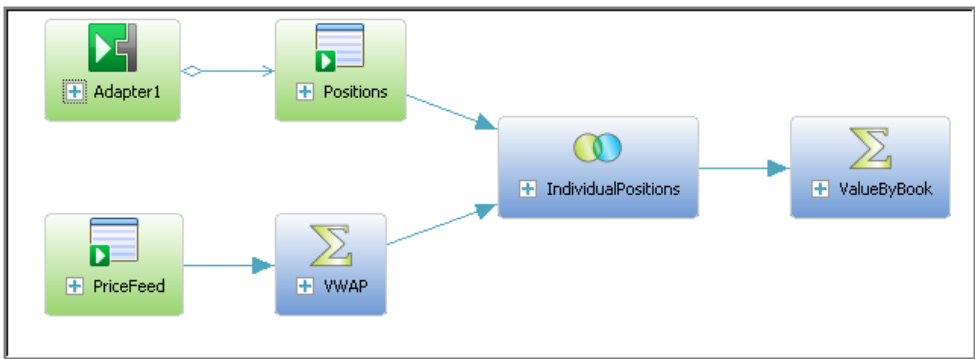 Adapter1
Positions
IndividualPositions
ValueByBook
PriceFeed
VWAP